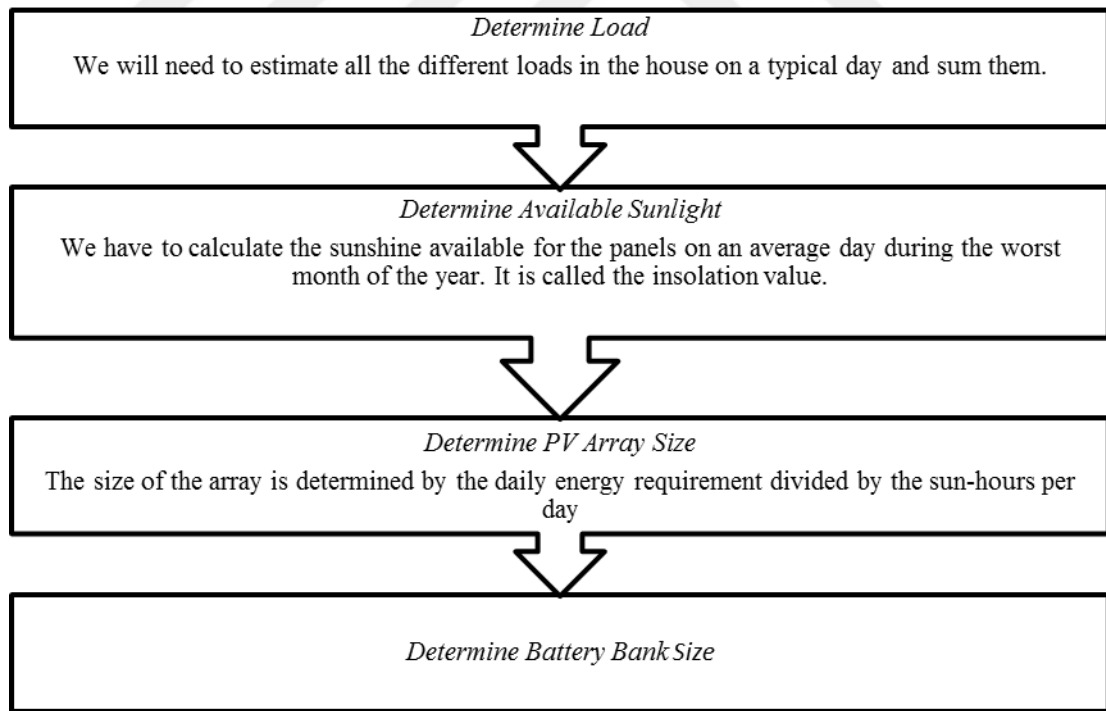 Determine Load
We will need to estimate all the different loads in the house on a typical day and sum them.
Determine Available Sunlight
We have to calculate the sunshine available for the panels on an average day during the worst
month of the year. It is called the insolation value.
Determine PV Array Size
The size of the array is determined by the daily energy requirement divided by the sun-hours per
day
Determine Battery Bank Size